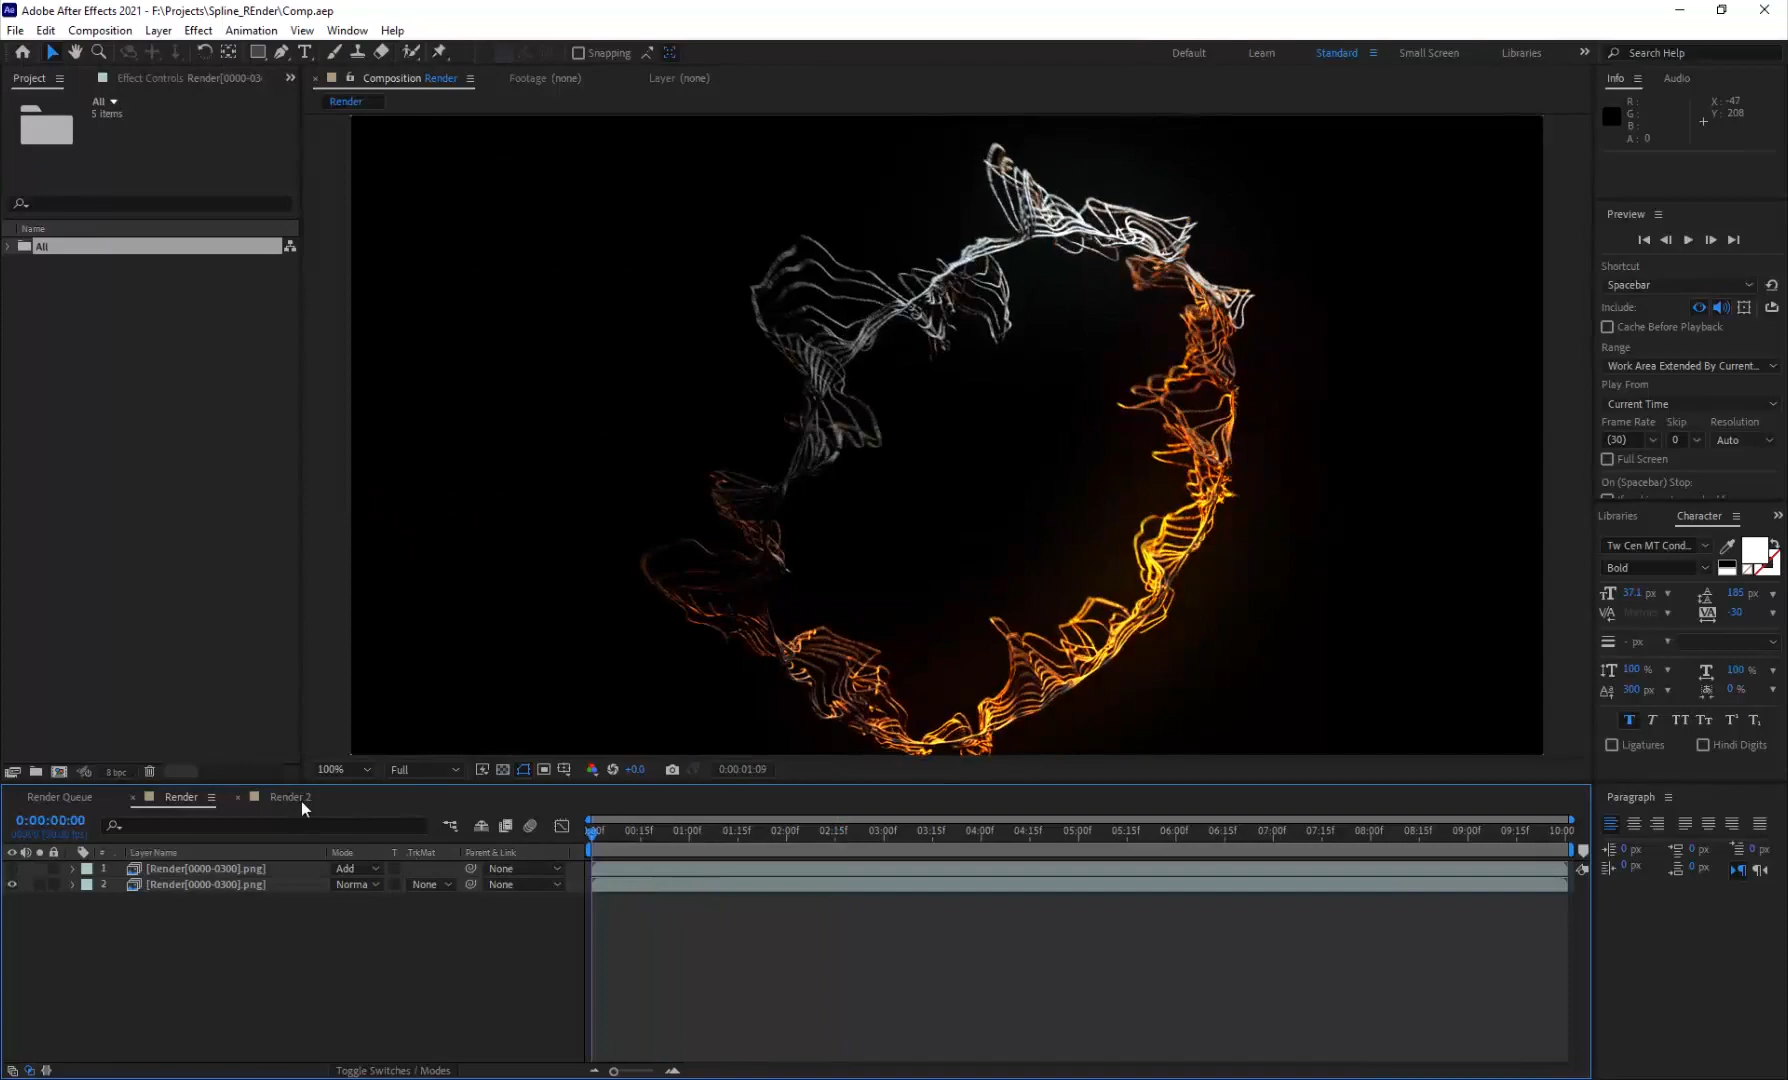 Adobe After Effects 2021 - F:\Projects\Spline_REnder\Comp.aep
File Edit Composition Layer Effect Animation View Window Help
Snapping
Default Learn Standard Small Screen Libraries Search Help
Project Effect Controls Render[0000-03
Composition Render Footage (none) Layer (none)
Info Audio
All
5 items
Render
R :
G :
B :
A : 0
X : -47
Y : 208
Name
All
Preview
Shortcut
Spacebar
Include:
Cache Before Playback
Range
Work Area Extended By Current...
Play From
Current Time
Frame Rate Skip Resolution
(30) 0 Auto
Full Screen
On (Spacebar) Stop:
Libraries Character
Tw Cen MT Cond...
Bold
37.1 px 185 px
-30
- px
100 % 100 %
300 px 0 %
T T TT Tт T¹ T₁
Ligatures Hindi Digits
8 bpc
100% Full +0.0 0:00:01:09
Render Queue Render Render 2
Paragraph
0:00:00:00
:00f 00:15f 01:00f 01:15f 02:00f 02:15f 03:00f 03:15f 04:00f 04:15f 05:00f 05:15f 06:00f 06:15f 07:00f 07:15f 08:00f 08:15f 09:00f 09:15f 10:00
# Layer Name Mode T .TrkMat Parent & Link
1 [Render[0000-0300].png] Add None
2 [Render[0000-0300].png] Norma None None
0 px 0 px 0 px
0 px 0 px
Toggle Switches / Modes